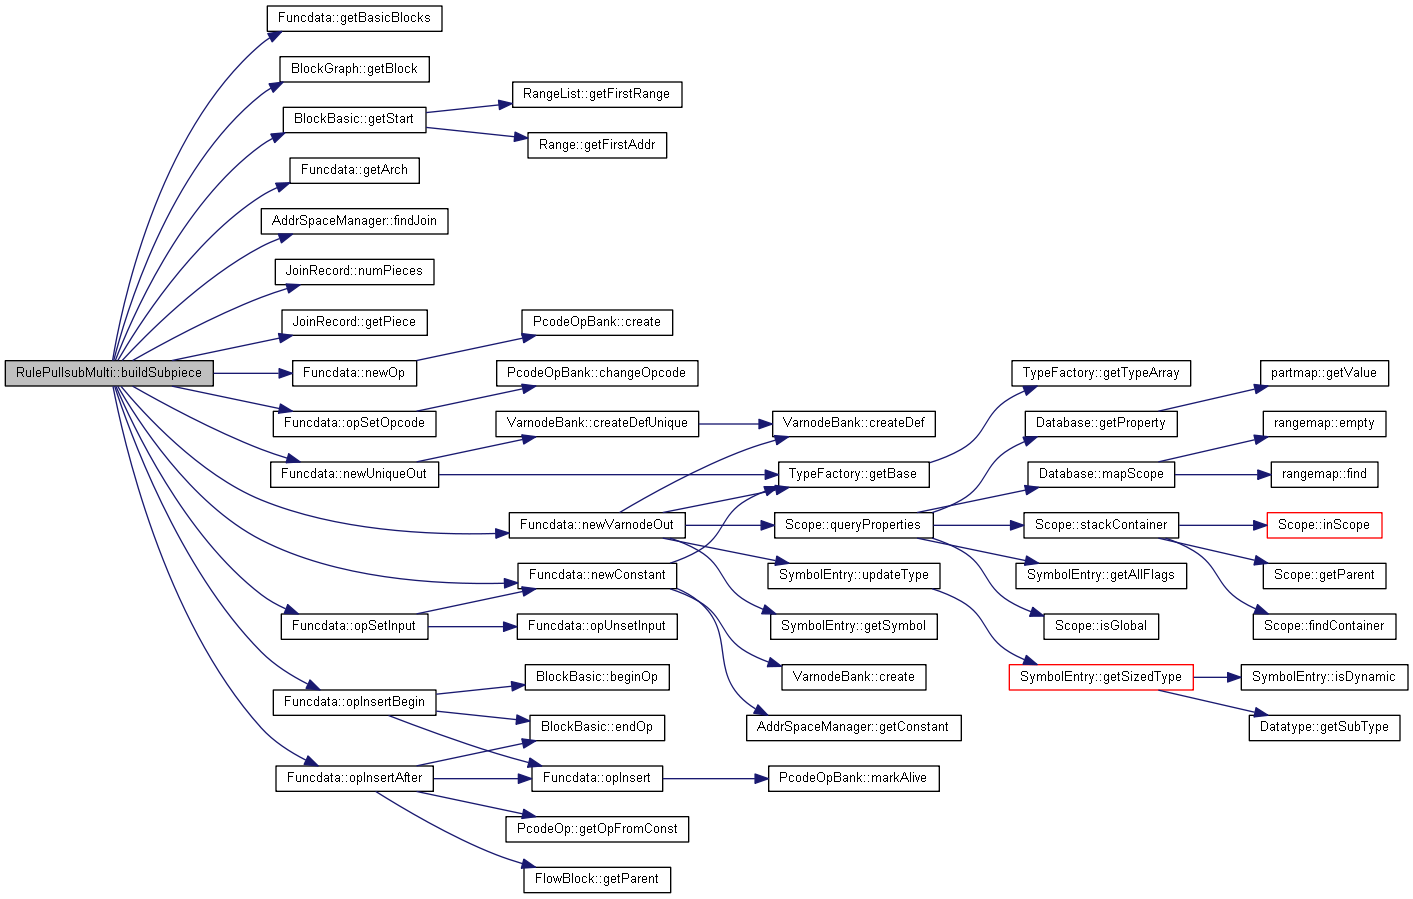 Funcdata::getBasicBlocks
BlockGraph::getBlock
RangeList::getFirstRange
BlockBasic::getStart
Range::getFirstAddr
Funcdata::getArch
AddrSpaceManager::findJoin
JoinRecord::numPieces
JoinRecord::getPiece
PcodeOpBank::create
RulePullsubMulti::buildSubpiece
Funcdata::newOp
PcodeOpBank::changeOpcode
TypeFactory::getTypeArray
partmap::getValue
Funcdata::opSetOpcode
VarnodeBank::createDefUnique
VarnodeBank::createDef
Database::getProperty
rangemap::empty
Funcdata::newUniqueOut
TypeFactory::getBase
Database::mapScope
rangemap::find
Funcdata::newVarnodeOut
Scope::queryProperties
Scope::stackContainer
Scope::inScope
Funcdata::newConstant
SymbolEntry::updateType
SymbolEntry::getAllFlags
Scope::getParent
Funcdata::opSetInput
Funcdata::opUnsetInput
SymbolEntry::getSymbol
Scope::isGlobal
Scope::findContainer
BlockBasic::beginOp
VarnodeBank::create
SymbolEntry::getSizedType
SymbolEntry::isDynamic
Funcdata::opInsertBegin
BlockBasic::endOp
AddrSpaceManager::getConstant
Datatype::getSubType
Funcdata::opInsertAfter
Funcdata::opInsert
PcodeOpBank::markAlive
PcodeOp::getOpFromConst
FlowBlock::getParent